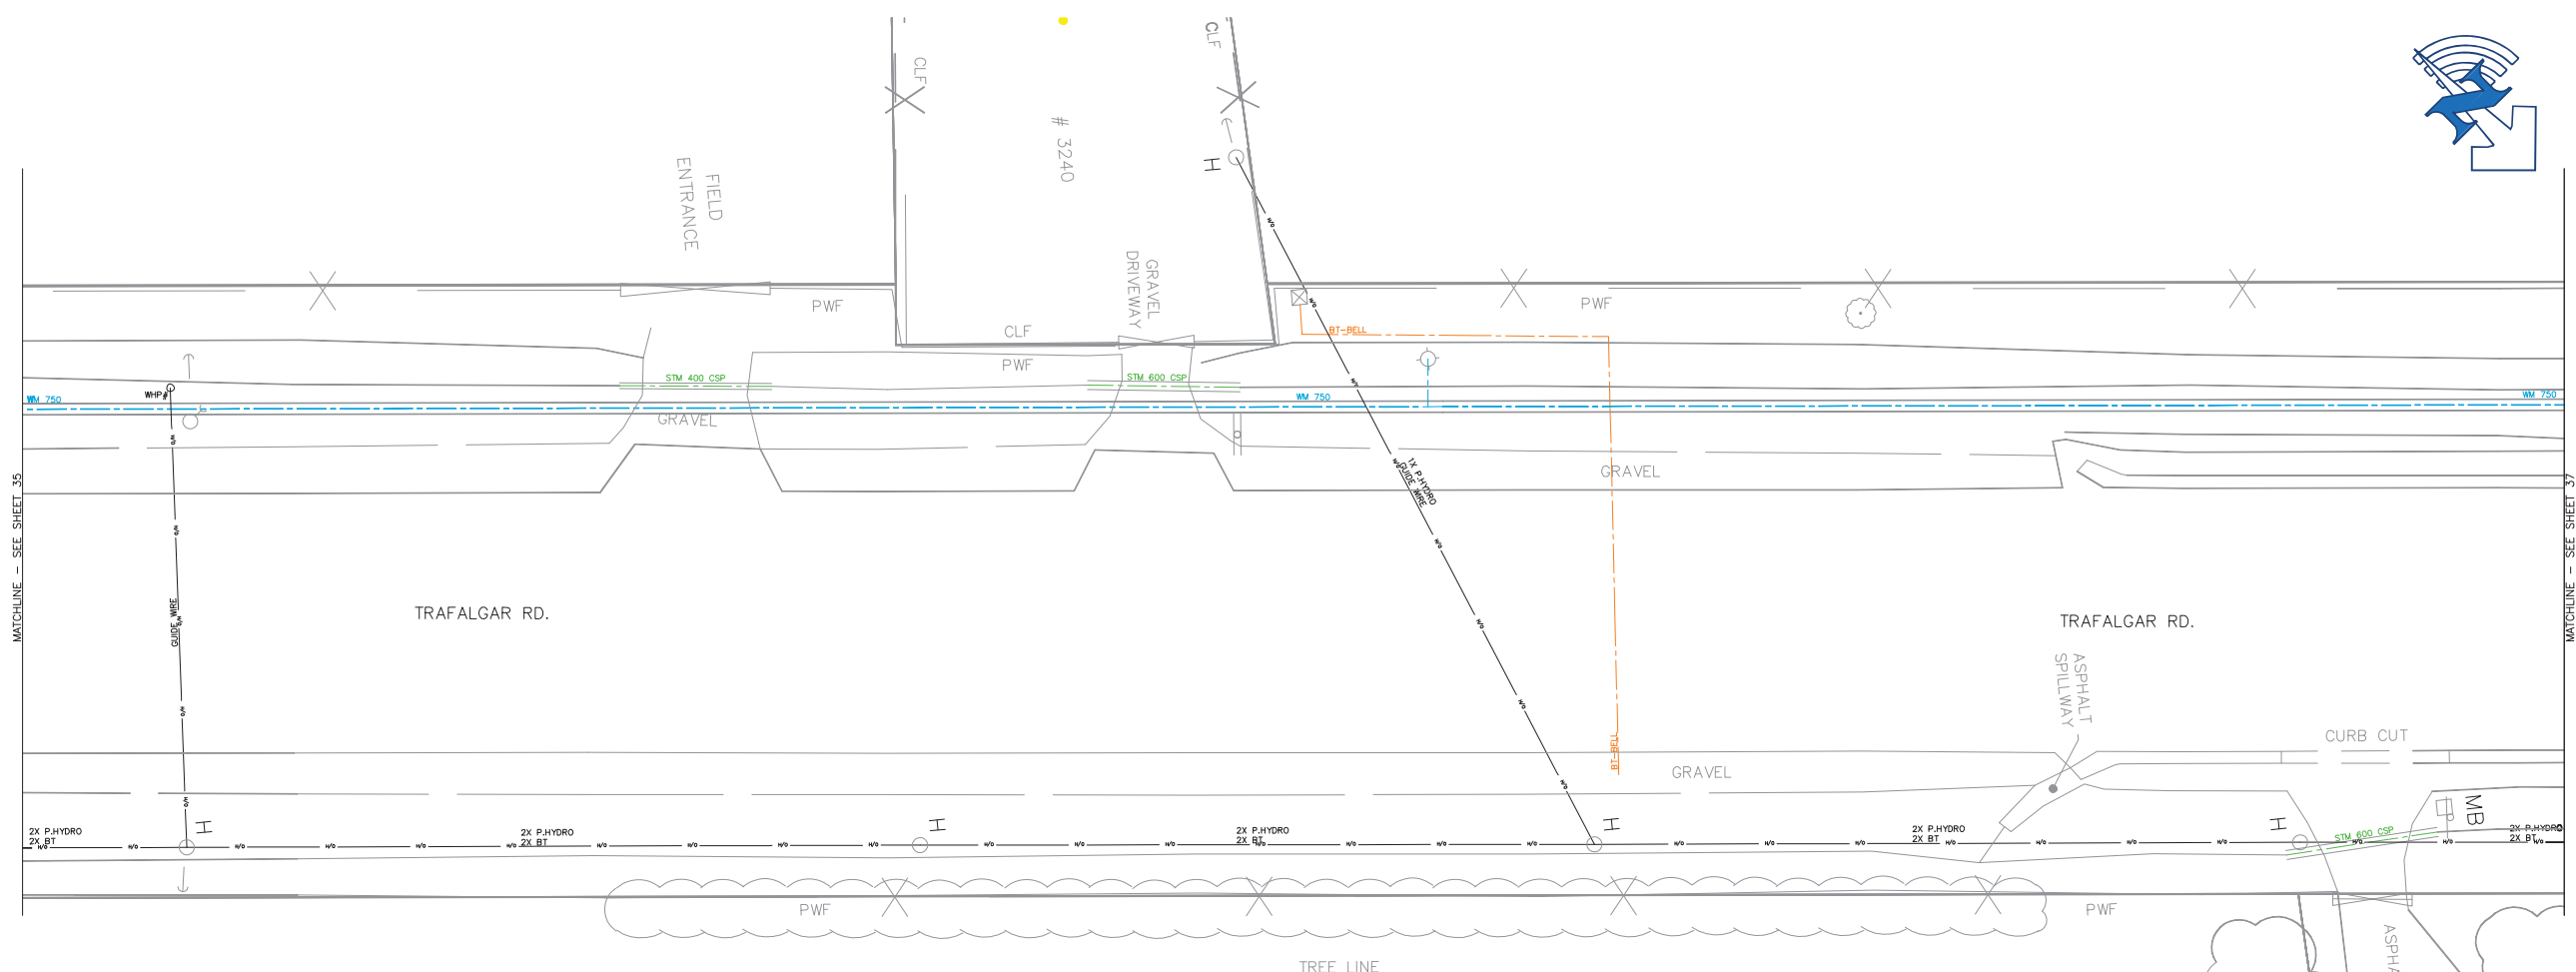 CLF
CLF
# 3240
FIELD
ENTRANCE
GRAVEL
DRIVEWAY
PWF
CLF
PWF
PWF
BT-BELL
STM 400 CSP
STM 600 CSP
WM 750
WHP#
WM 750
WM 750
GRAVEL
GRAVEL
1X P.HYDRO
GUIDE WIRE
H
MATCHLINE - SEE SHEET 35
MATCHLINE - SEE SHEET 37
GUIDE WIRE
TRAFALGAR RD.
TRAFALGAR RD.
ASPHALT
SPILLWAY
BT-BELL
CURB CUT
GRAVEL
MB
H
H
H
H
2X P.HYDRO
2X BT
2X P.HYDRO
2X BT
2X P.HYDRO
2X BT
2X P.HYDRO
2X BT
2X P.HYDRO
2X BT
STM 600 CSP
PWF
PWF
TREE LINE